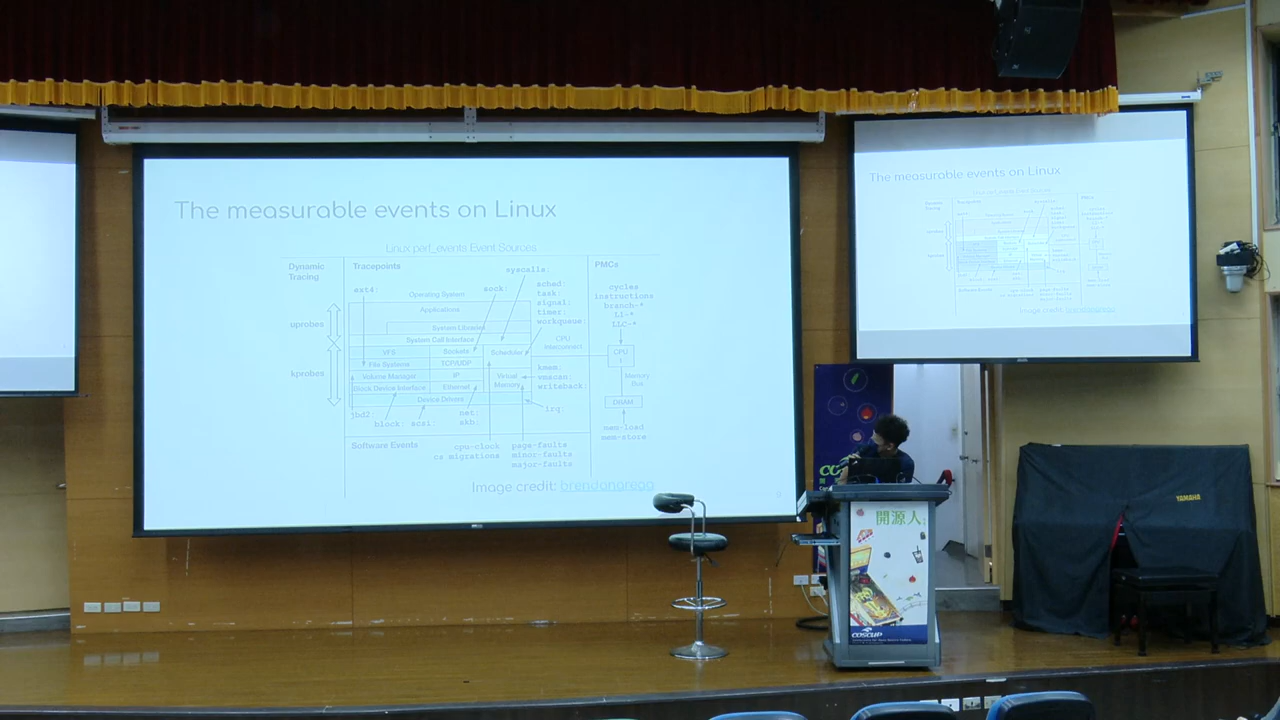 The measurable events on Linux
Linux perf_events Event Sources
Dynamic Tracing
Tracepoints
PMCs
syscalls:
ext4:
sock:
sched:
task:
signal:
timer:
workqueue:
cycles
instructions
branch-*
L1-*
LLC-*
Operating System
Applications
System Libraries
System Call Interface
VFS
Sockets
Scheduler
File Systems
TCP/UDP
Volume Manager
IP
Virtual Memory
Block Device Interface
Ethernet
Device Drivers
uprobes
kprobes
CPU Interconnect
CPU 1
Memory Bus
DRAM
kmem:
vmscan:
writeback:
irq:
jbd2:
block:
scsi:
net:
skb:
mem-load
mem-store
Software Events
cpu-clock
cs migrations
page-faults
minor-faults
major-faults
Image credit: brendangregg
The measurable events on Linux
開源人
COSCUP
YAMAHA